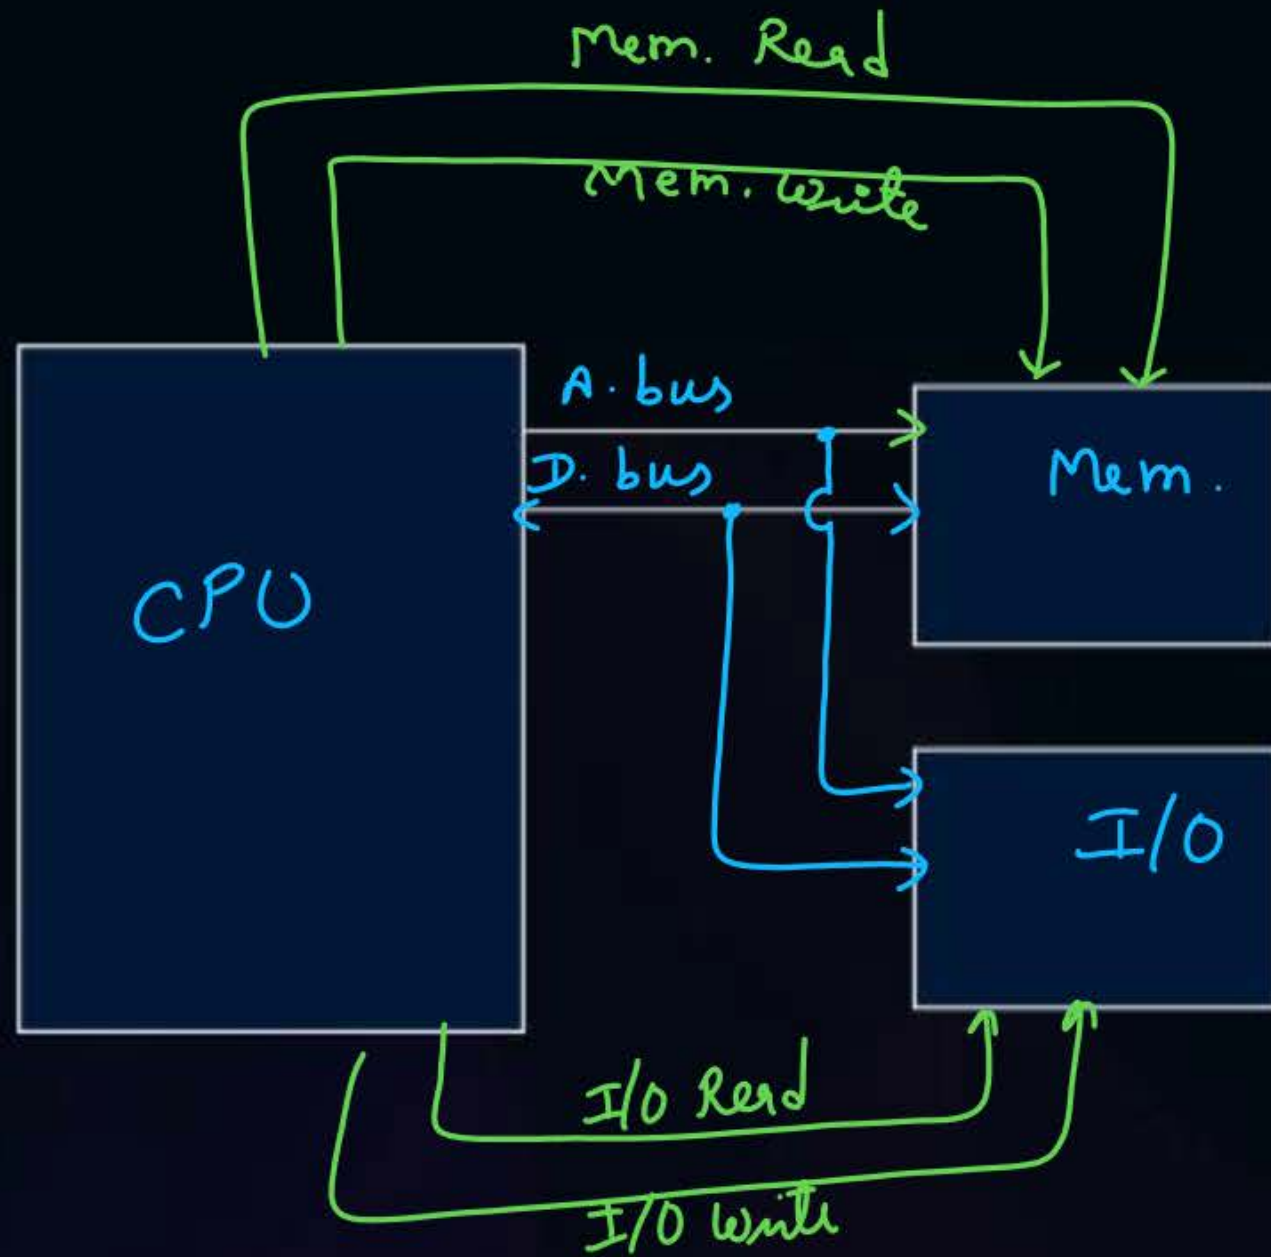 Mem. Read
Mem. Write
A. bus
D. bus
Mem.
CPU
I/O
I/O Read
I/O Write